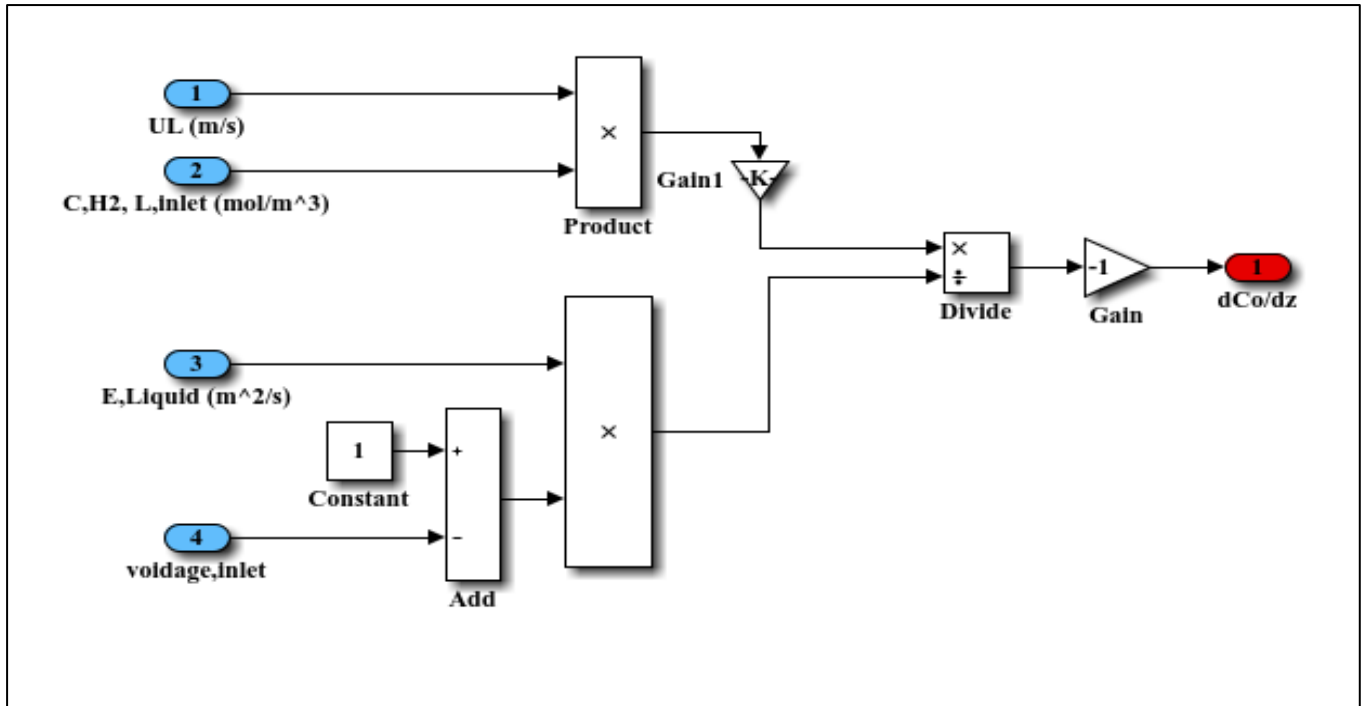 1
UL (m/s)
2
C,H2, L,inlet (mol/m^3)
×
Product
Gain1
-K-
×
÷
Divide
-1
Gain
1
dCo/dz
3
E,Liquid (m^2/s)
1
Constant
+
−
Add
×
4
voidage,inlet